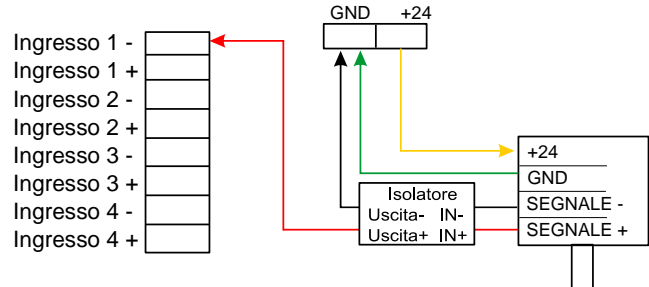 GND +24
Ingresso 1 -
Ingresso 1 +
Ingresso 2 -
Ingresso 2 +
Ingresso 3 -
Ingresso 3 +
Ingresso 4 -
Ingresso 4 +
Isolatore
Uscita- IN-
Uscita+ IN+
+24
GND
SEGNALE -
SEGNALE +